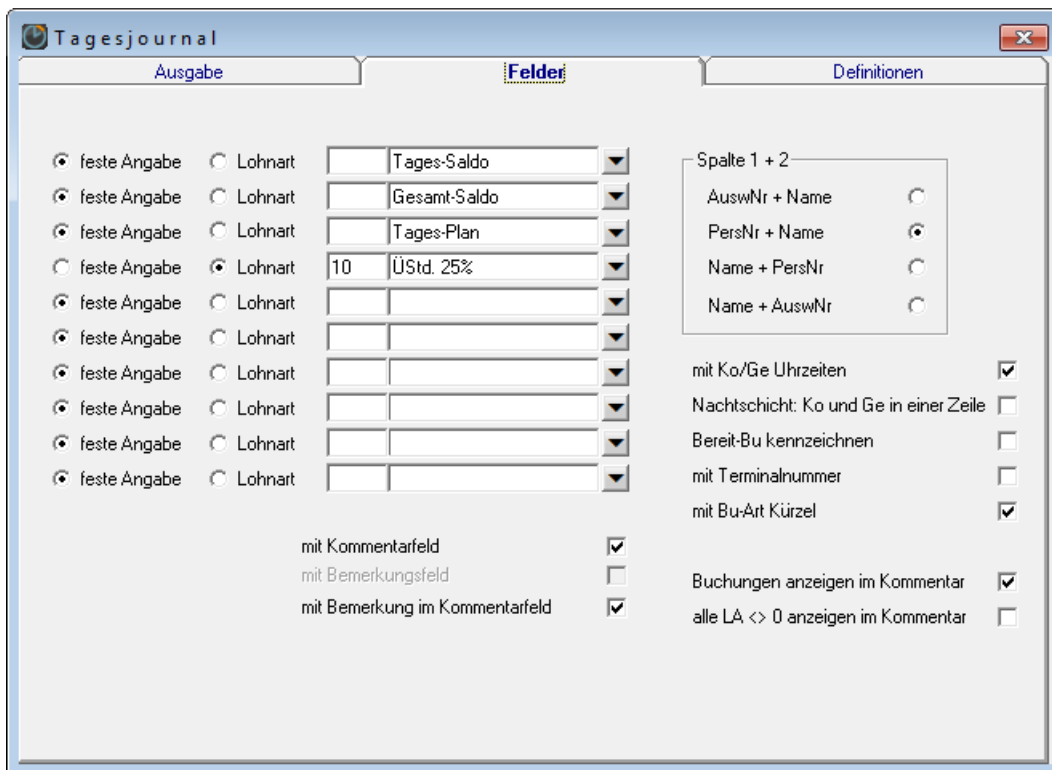 Tagesjournal
Ausgabe Felder Definitionen
feste Angabe Lohnart Tages-Saldo
feste Angabe Lohnart Gesamt-Saldo
feste Angabe Lohnart Tages-Plan
feste Angabe Lohnart 10 ÜStd. 25%
feste Angabe Lohnart
feste Angabe Lohnart
feste Angabe Lohnart
feste Angabe Lohnart
feste Angabe Lohnart
feste Angabe Lohnart
mit Kommentarfeld
mit Bemerkungsfeld
mit Bemerkung im Kommentarfeld
Spalte 1 + 2
AuswNr + Name
PersNr + Name
Name + PersNr
Name + AuswNr
mit Ko/Ge Uhrzeiten
Nachtschicht: Ko und Ge in einer Zeile
Bereit-Bu kennzeichnen
mit Terminalnummer
mit Bu-Art Kürzel
Buchungen anzeigen im Kommentar
alle LA <> 0 anzeigen im Kommentar